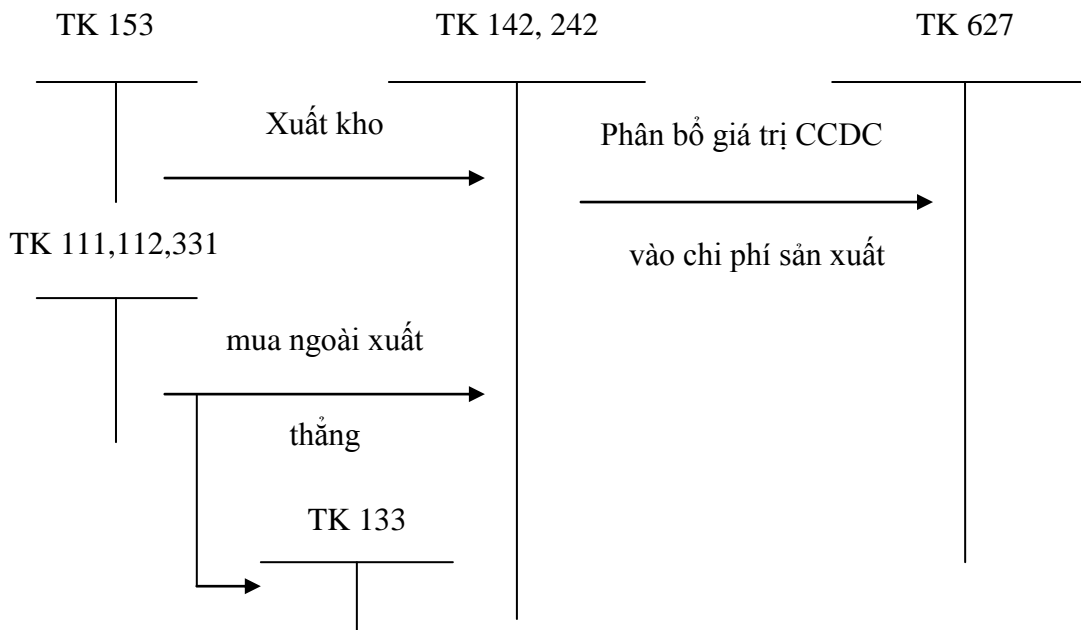 TK 153
TK 142, 242
TK 627
Xuất kho
Phân bổ giá trị CCDC
TK 111,112,331
vào chi phí sản xuất
mua ngoài xuất
thẳng
TK 133